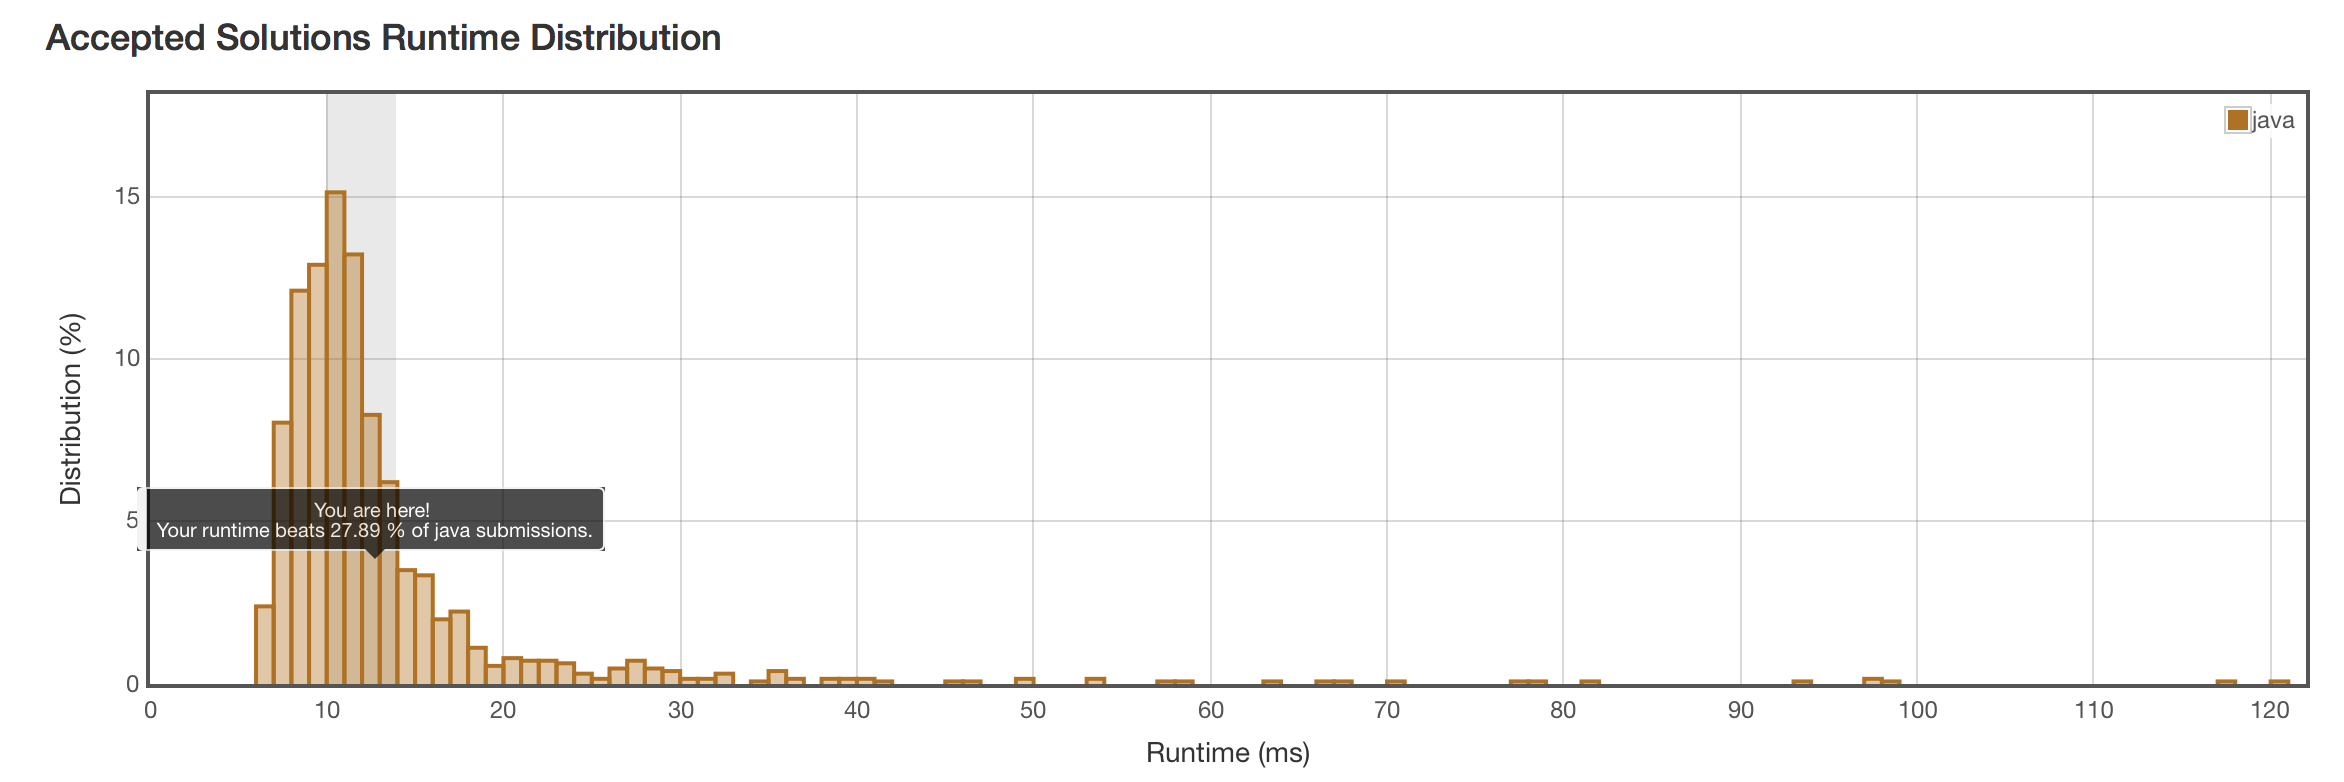 Accepted Solutions Runtime Distribution
java
15
10
5
0
Distribution (%)
You are here!
Your runtime beats 27.89 % of java submissions.
0 10 20 30 40 50 60 70 80 90 100 110 120
Runtime (ms)